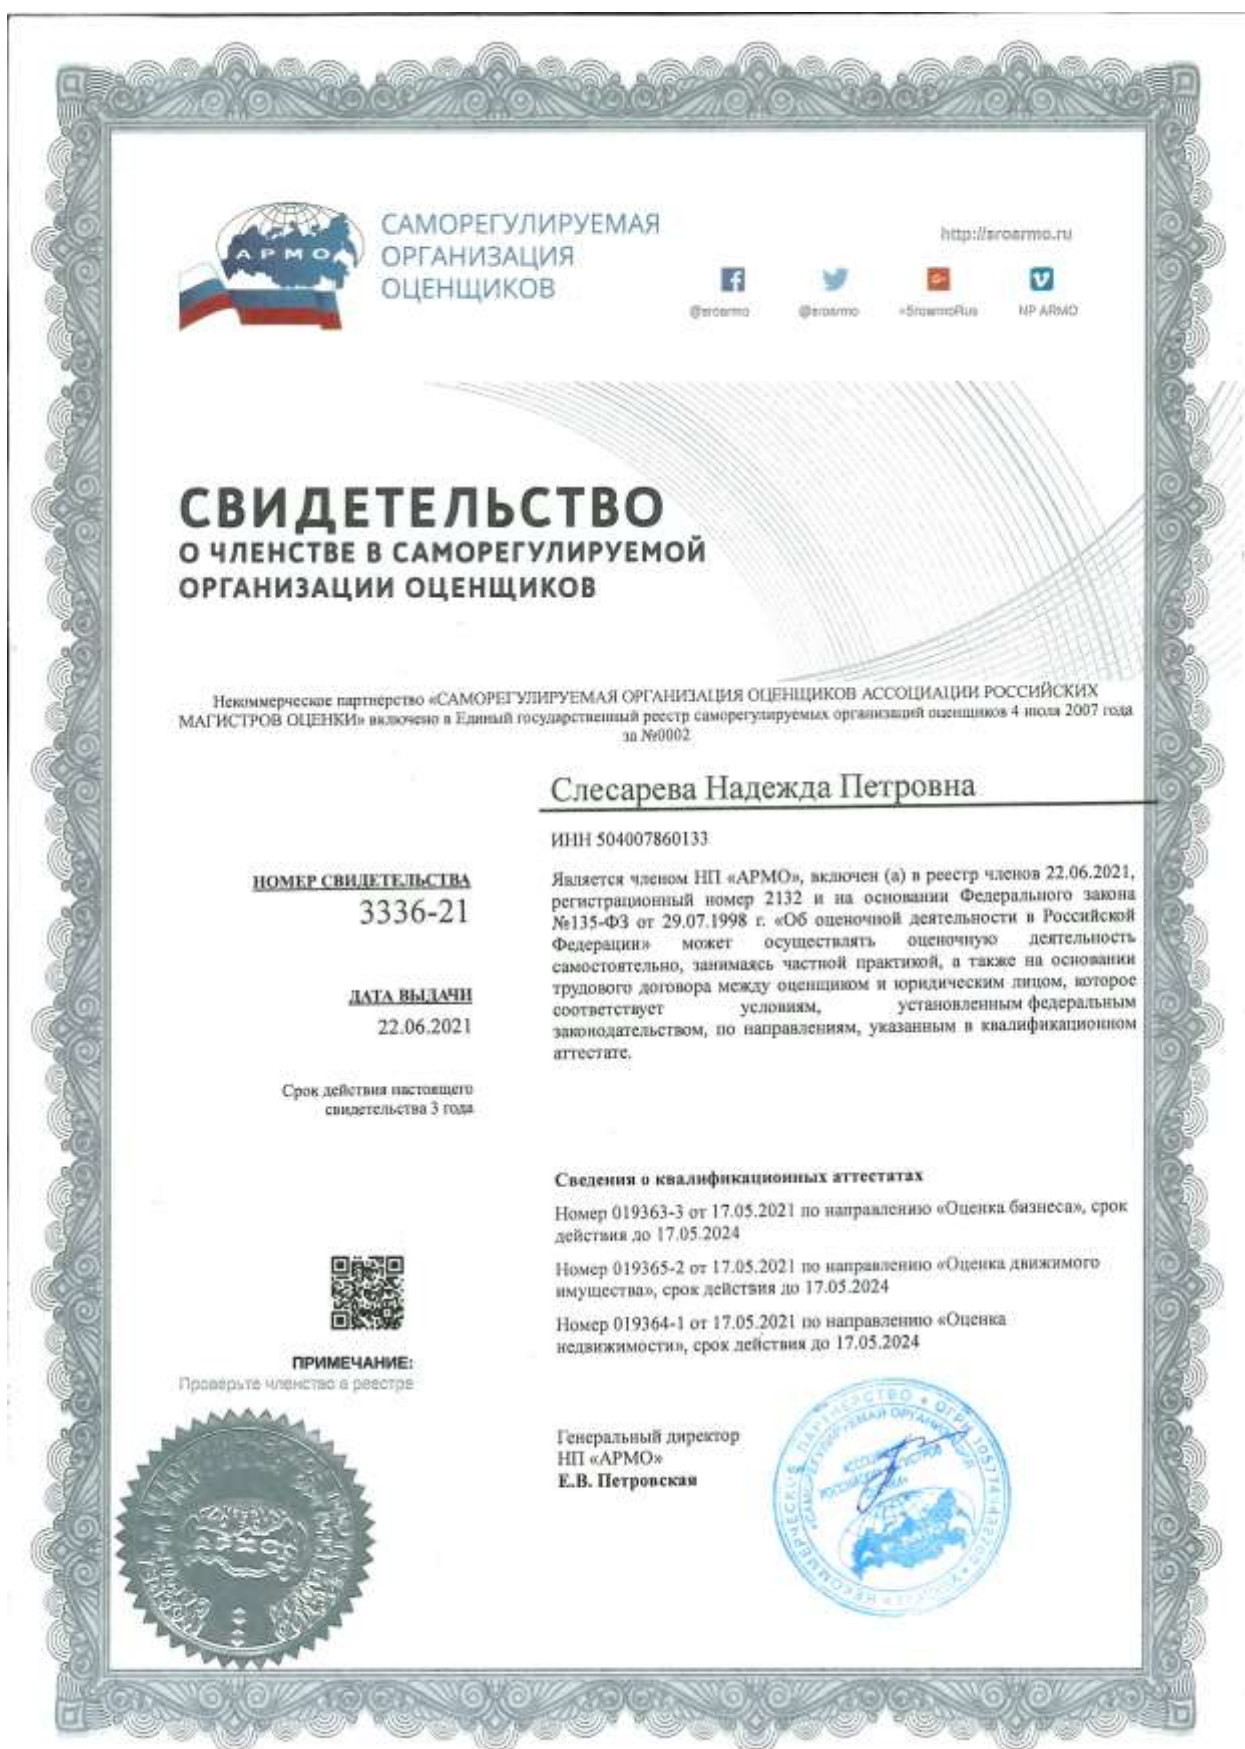 АРМО
САМОРЕГУЛИРУЕМАЯ
ОРГАНИЗАЦИЯ
ОЦЕНЩИКОВ
http://sroarmo.ru
@sroarmo @sroarmo +SroarmoRus NP ARMO
СВИДЕТЕЛЬСТВО
О ЧЛЕНСТВЕ В САМОРЕГУЛИРУЕМОЙ
ОРГАНИЗАЦИИ ОЦЕНЩИКОВ
Некоммерческое партнерство «САМОРЕГУЛИРУЕМАЯ ОРГАНИЗАЦИЯ ОЦЕНЩИКОВ АССОЦИАЦИИ РОССИЙСКИХ
МАГИСТРОВ ОЦЕНКИ» включено в Единый государственный реестр саморегулируемых организаций оценщиков 4 июля 2007 года
за №0002
Слесарева Надежда Петровна
ИНН 504007860133
НОМЕР СВИДЕТЕЛЬСТВА
3336-21
ДАТА ВЫДАЧИ
22.06.2021
Срок действия настоящего
свидетельства 3 года
Является членом НП «АРМО», включен (а) в реестр членов 22.06.2021,
регистрационный номер 2132 и на основании Федерального закона
№135-ФЗ от 29.07.1998 г. «Об оценочной деятельности в Российской
Федерации» может осуществлять оценочную деятельность
самостоятельно, занимаясь частной практикой, а также на основании
трудового договора между оценщиком и юридическим лицом, которое
соответствует условиям, установленным федеральным
законодательством, по направлениям, указанным в квалификационном
аттестате.
Сведения о квалификационных аттестатах
Номер 019363-3 от 17.05.2021 по направлению «Оценка бизнеса», срок
действия до 17.05.2024
Номер 019365-2 от 17.05.2021 по направлению «Оценка движимого
имущества», срок действия до 17.05.2024
Номер 019364-1 от 17.05.2021 по направлению «Оценка
недвижимости», срок действия до 17.05.2024
ПРИМЕЧАНИЕ:
Проверьте членство в реестре
Генеральный директор
НП «АРМО»
Е.В. Петровская
НЕКОММЕРЧЕСКОЕ ПАРТНЕРСТВО
САМОРЕГУЛИРУЕМАЯ ОРГАНИЗАЦИЯ